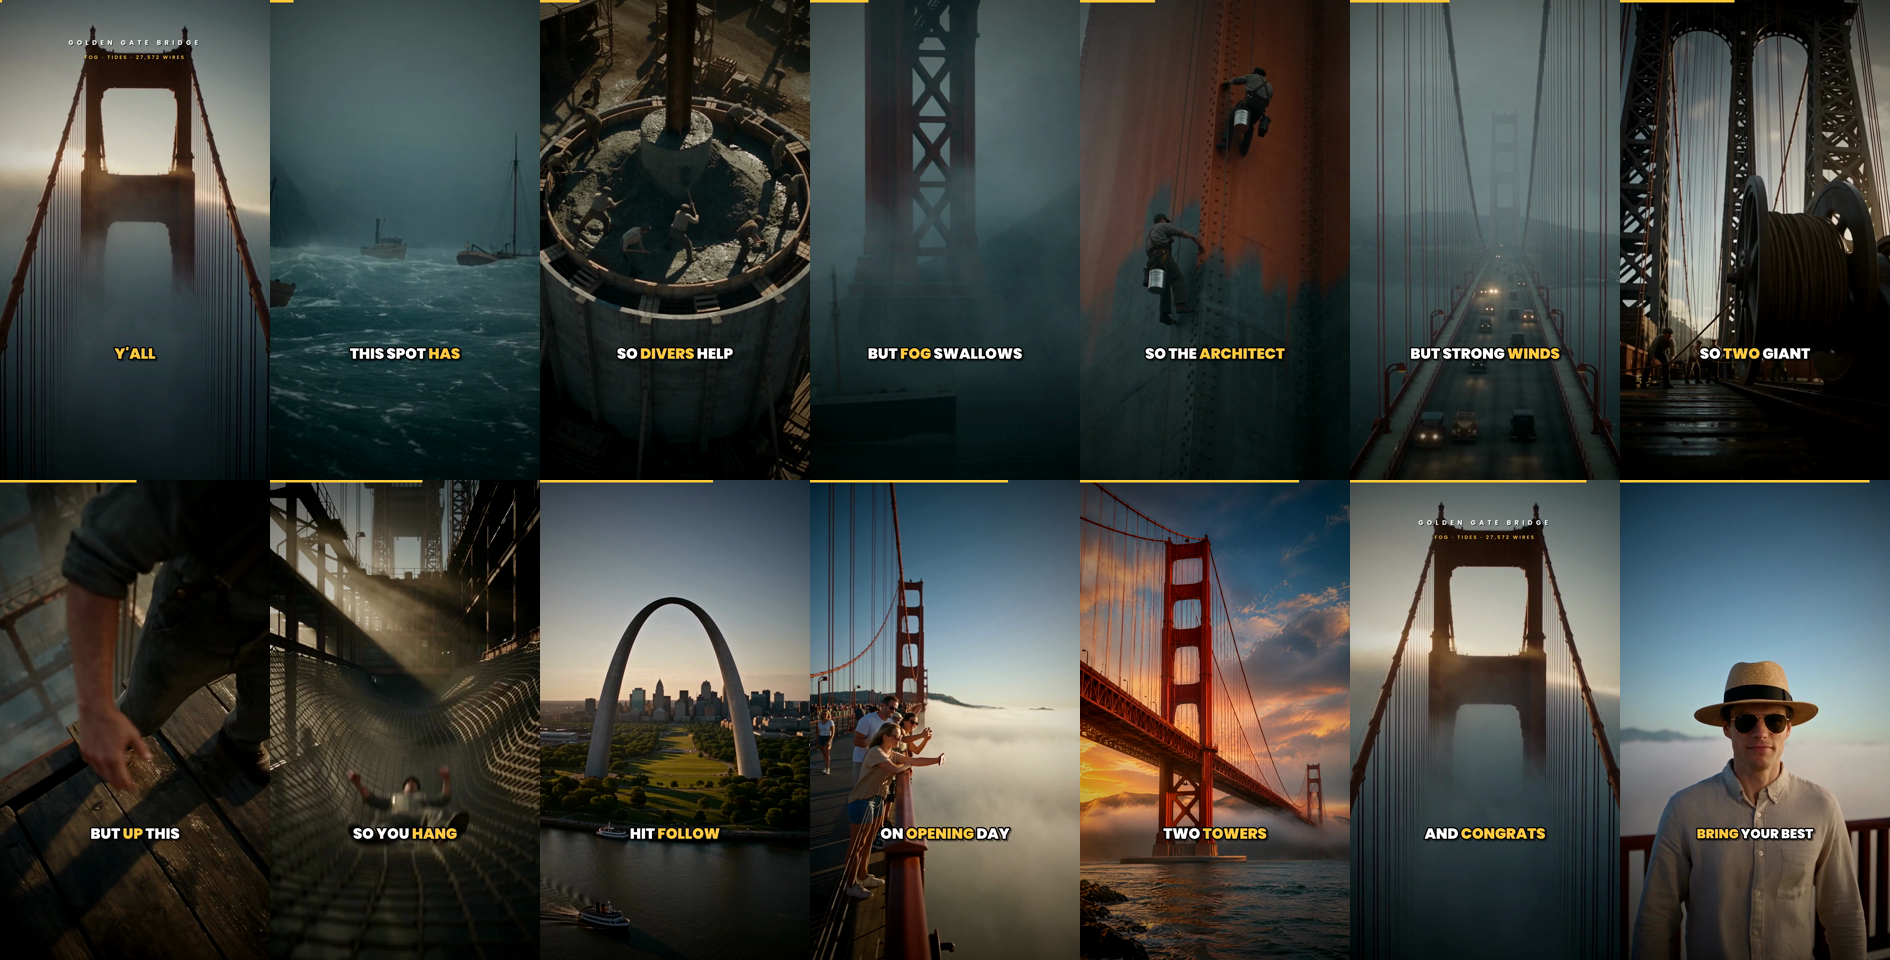 GOLDEN GATE BRIDGE
FOG · TIDES · 27,572 WIRES
Y'ALL
THIS SPOT HAS
SO DIVERS HELP
BUT FOG SWALLOWS
SO THE ARCHITECT
BUT STRONG WINDS
SO TWO GIANT
BUT UP THIS
SO YOU HANG
HIT FOLLOW
ON OPENING DAY
TWO TOWERS
GOLDEN GATE BRIDGE
FOG · TIDES · 27,572 WIRES
AND CONGRATS
BRING YOUR BEST